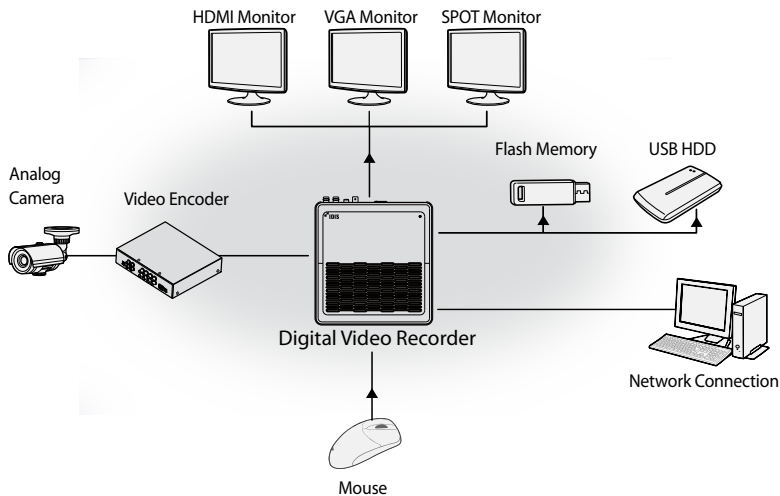 HDMI Monitor
VGA Monitor
SPOT Monitor
Flash Memory
USB HDD
Analog
Camera
Video Encoder
IDIS
Digital Video Recorder
Network Connection
Mouse